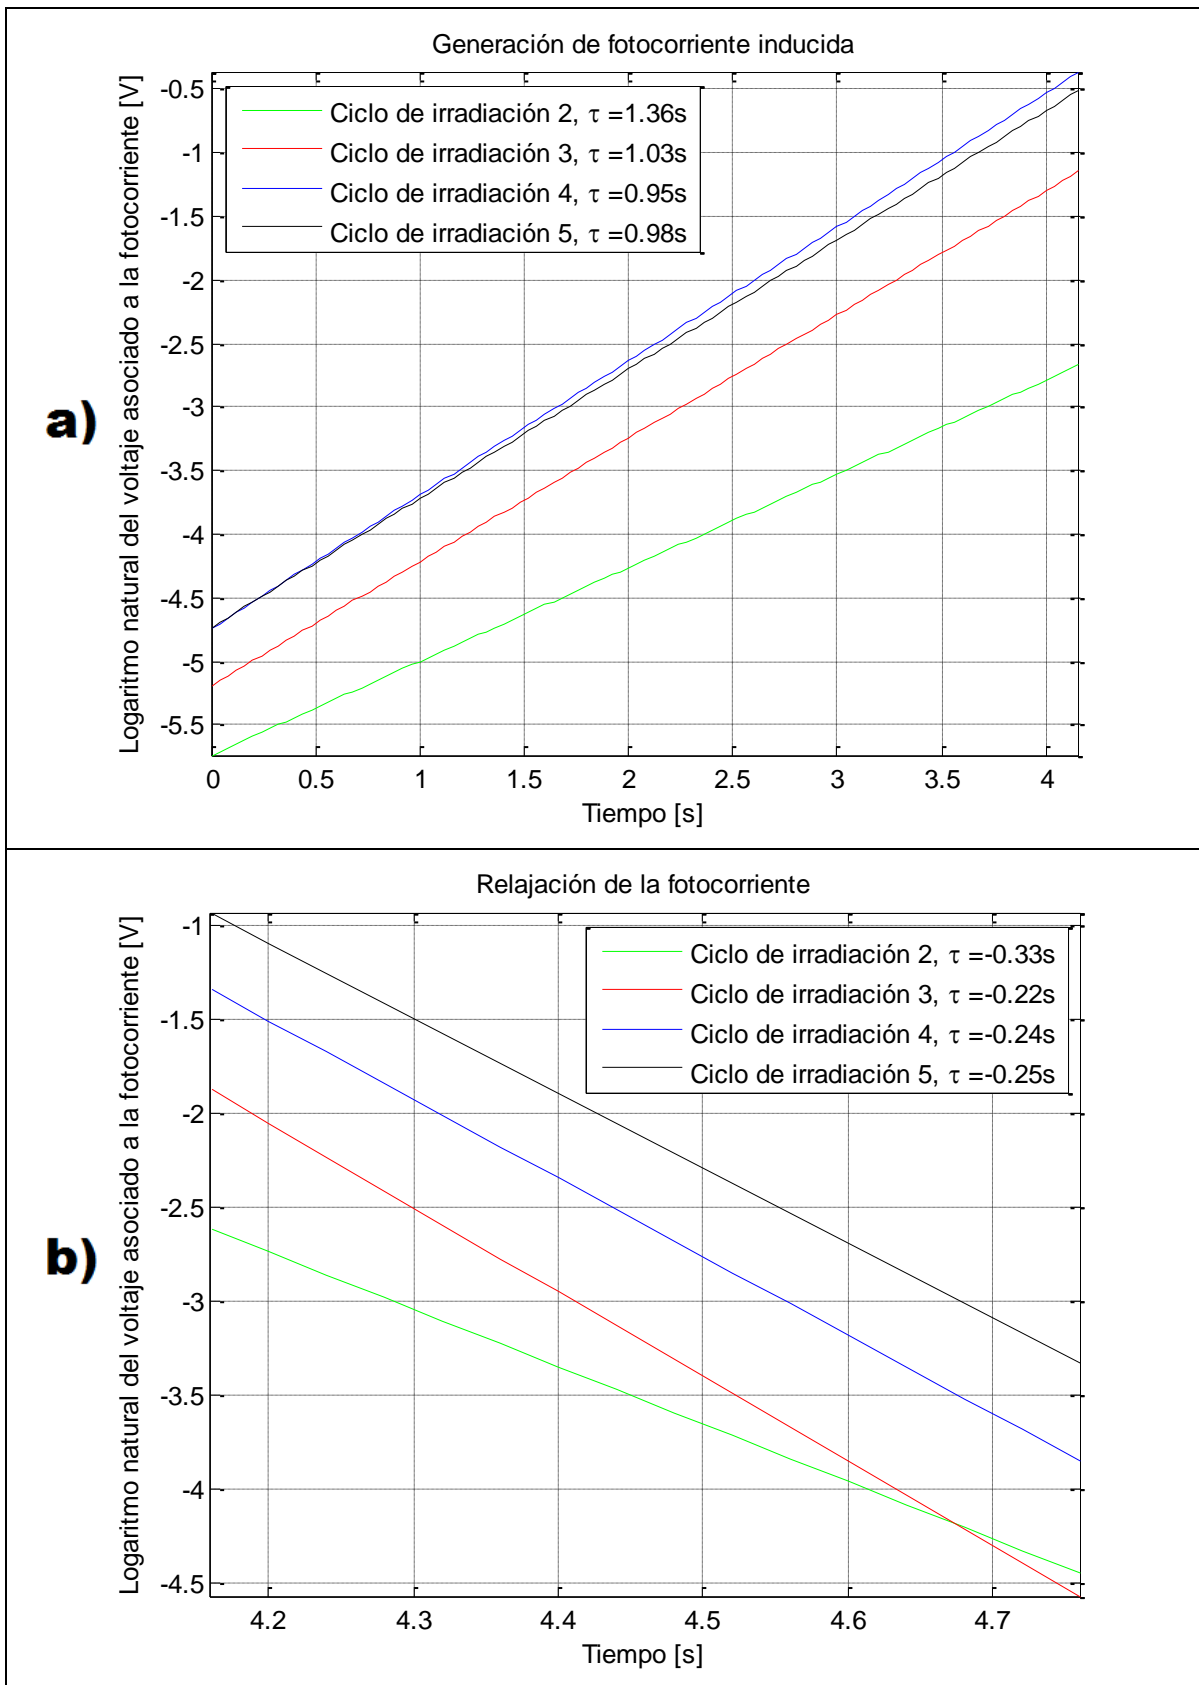 Generación de fotocorriente inducida
Logaritmo natural del voltaje asociado a la fotocorriente [V]
-0.5
-1
-1.5
-2
-2.5
-3
-3.5
-4
-4.5
-5
-5.5
Ciclo de irradiación 2, τ =1.36s
Ciclo de irradiación 3, τ =1.03s
Ciclo de irradiación 4, τ =0.95s
Ciclo de irradiación 5, τ =0.98s
a)
0 0.5 1 1.5 2 2.5 3 3.5 4
Tiempo [s]
Relajación de la fotocorriente
Logaritmo natural del voltaje asociado a la fotocorriente [V]
-1
-1.5
-2
-2.5
-3
-3.5
-4
-4.5
Ciclo de irradiación 2, τ =-0.33s
Ciclo de irradiación 3, τ =-0.22s
Ciclo de irradiación 4, τ =-0.24s
Ciclo de irradiación 5, τ =-0.25s
b)
4.2 4.3 4.4 4.5 4.6 4.7
Tiempo [s]